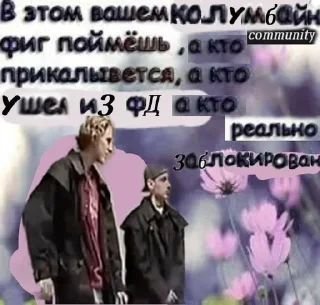 В этом вашем колумбайн
community
фиг поймёшь, а кто
прикалывется, а кто
ушел из фд а кто
реально
заблокирован